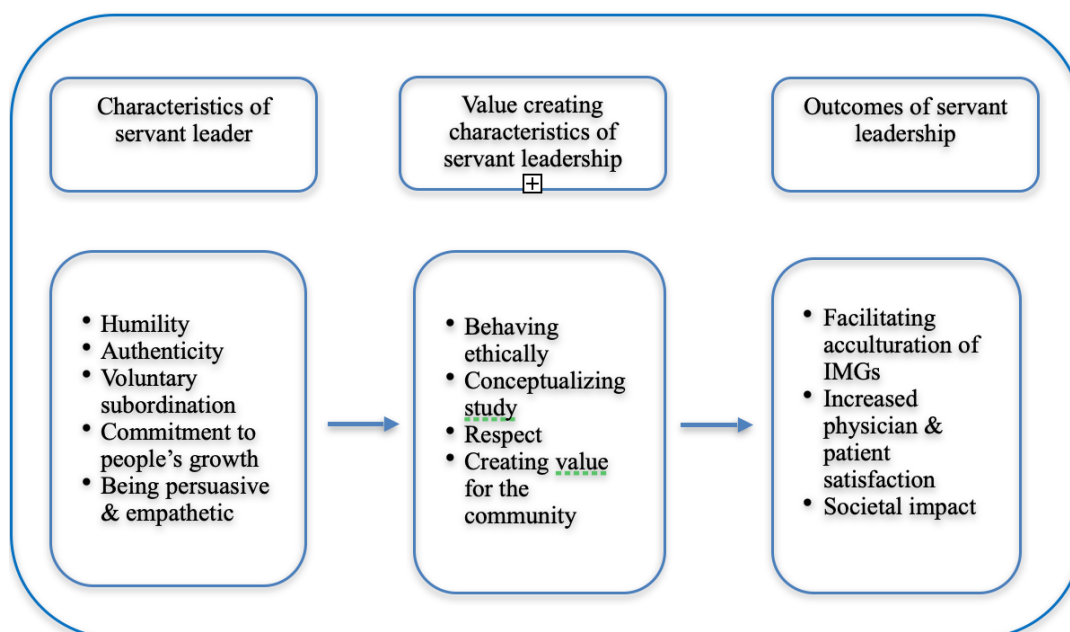 Characteristics of
servant leader
Value creating
characteristics of
servant leadership
Outcomes of servant
leadership
• Humility
• Authenticity
• Voluntary
subordination
• Commitment to
people’s growth
• Being persuasive
& empathetic
• Behaving
ethically
• Conceptualizing
study
• Respect
• Creating value
for the
community
• Facilitating
acculturation of
IMGs
• Increased
physician &
patient
satisfaction
• Societal impact